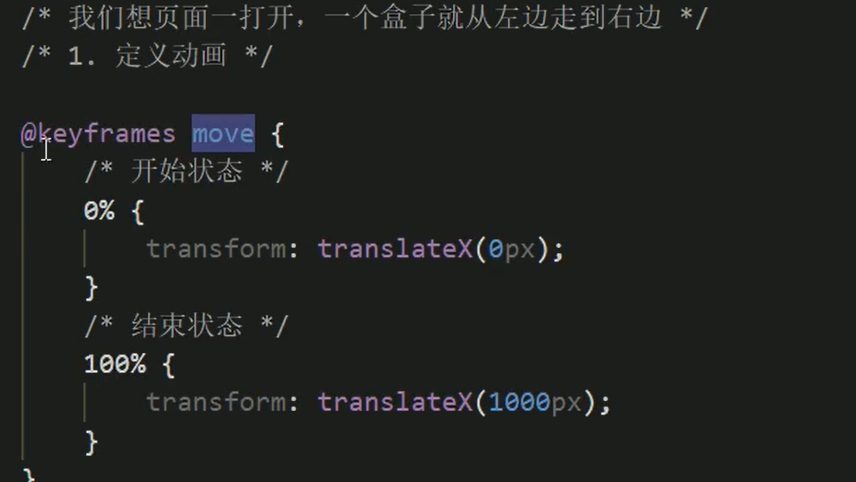 /* 我们想页面一打开，一个盒子就从左边走到右边 */
/* 1. 定义动画 */
@keyframes move {
/* 开始状态 */
0% {
transform: translateX(0px);
}
/* 结束状态 */
100% {
transform: translateX(1000px);
}
}